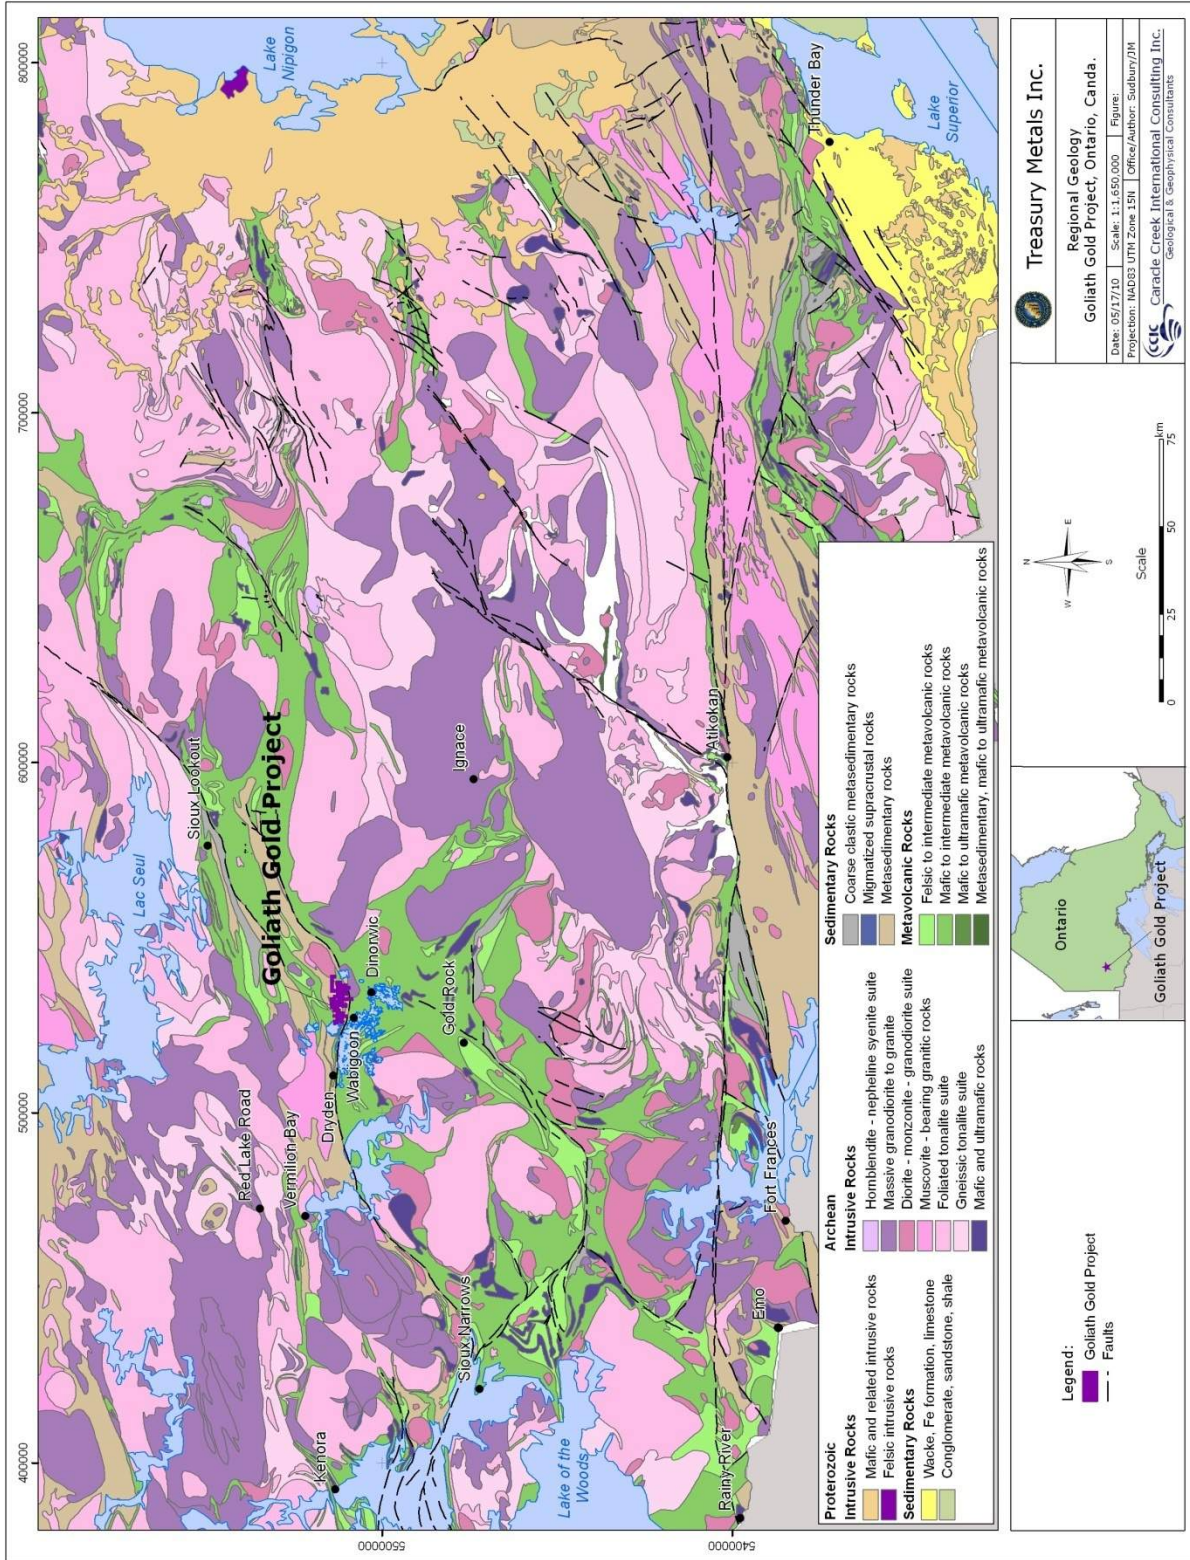 Lac Seul
Lake Nipigon
Sioux Lookout
Goliath Gold Project
Red Lake Road
Vermilion Bay
Kenora
Dryden
Wabigoon
Dinorwic
Ignace
Gold Rock
Sioux Narrows
Lake of the
Woods
Atikokan
Thunder Bay
Lake
Superior
Rainy River
Emo
Fort Frances
400000
500000
600000
700000
800000
5500000
5400000
Proterozoic
Intrusive Rocks
Mafic and related intrusive rocks
Felsic intrusive rocks
Sedimentary Rocks
Wacke, Fe formation, limestone
Conglomerate, sandstone, shale
Archean
Intrusive Rocks
Hornblendite - nepheline syenite suite
Massive granodiorite to granite
Diorite - monzonite - granodiorite suite
Muscovite - bearing granitic rocks
Foliated tonalite suite
Gneissic tonalite suite
Mafic and ultramafic rocks
Sedimentary Rocks
Coarse clastic metasedimentary rocks
Migmatized supracrustal rocks
Metasedimentary rocks
Metavolcanic Rocks
Felsic to intermediate metavolcanic rocks
Mafic to intermediate metavolcanic rocks
Mafic to ultramafic metavolcanic rocks
Metasedimentary, mafic to ultramafic metavolcanic rocks
Legend:
Goliath Gold Project
Faults
Ontario
Goliath Gold Project
N
W
E
S
Scale
0 25 50 75
km
Treasury Metals Inc.
Regional Geology
Goliath Gold Project, Ontario, Canda.
Date: 05/17/10 Scale: 1:1,650,000 Figure:
Projection: NAD83 UTM Zone 15N Office/Author: Sudbury/JM
CCIC
Caracle Creek International Consulting Inc.
Geological & Geophysical Consultants